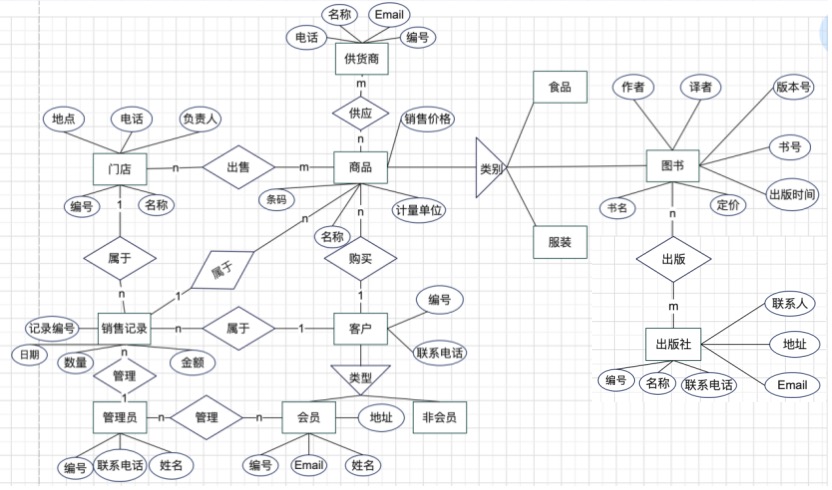 名称
Email
电话
编号
供货商
m
供应
n
销售价格
食品
作者
译者
版本号
地点
电话
负责人
门店
n
出售
m
商品
类别
图书
书号
出版时间
编号
名称
条码
名称
计量单位
书名
定价
1
属于
n
n
属于
1
n
购买
1
服装
n
出版
m
记录编号
销售记录
n
属于
1
客户
编号
联系电话
日期
数量
金额
n
管理
1
类型
出版社
联系人
地址
Email
编号
名称
联系电话
管理员
n
管理
n
会员
地址
非会员
编号
联系电话
姓名
编号
Email
姓名